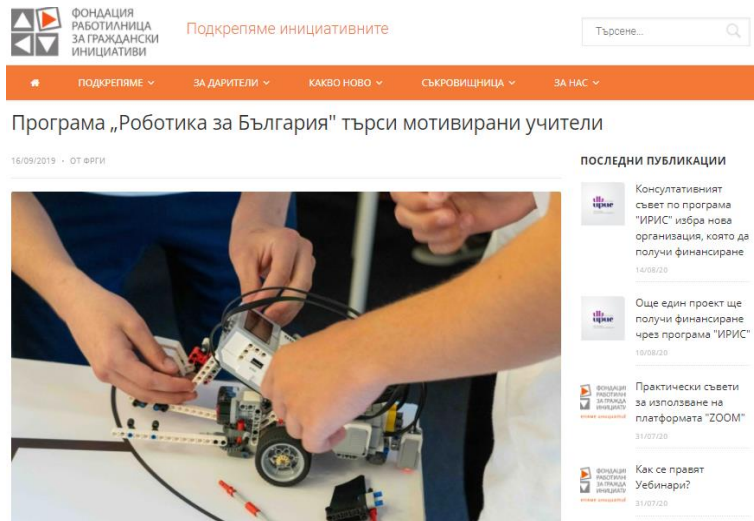 ФОНДАЦИЯ
РАБОТИЛНИЦА
ЗА ГРАЖДАНСКИ
ИНИЦИАТИВИ
Подкрепяме инициативните
Търсене...
ПОДКРЕПЯМЕ
ЗА ДАРИТЕЛИ
КАКВО НОВО
СЪКРОВИЩНИЦА
ЗА НАС
Програма „Роботика за България" търси мотивирани учители
16/09/2019 • ОТ ФРГИ
ПОСЛЕДНИ ПУБЛИКАЦИИ
Консултативният
съвет по програма
"ИРИС" избра нова
организация, която да
получи финансиране
14/08/20
Още един проект ще
получи финансиране
чрез програма "ИРИС"
10/08/20
Практически съвети
за използване на
платформата "ZOOM"
31/07/20
Как се правят
Уебинари?
31/07/20